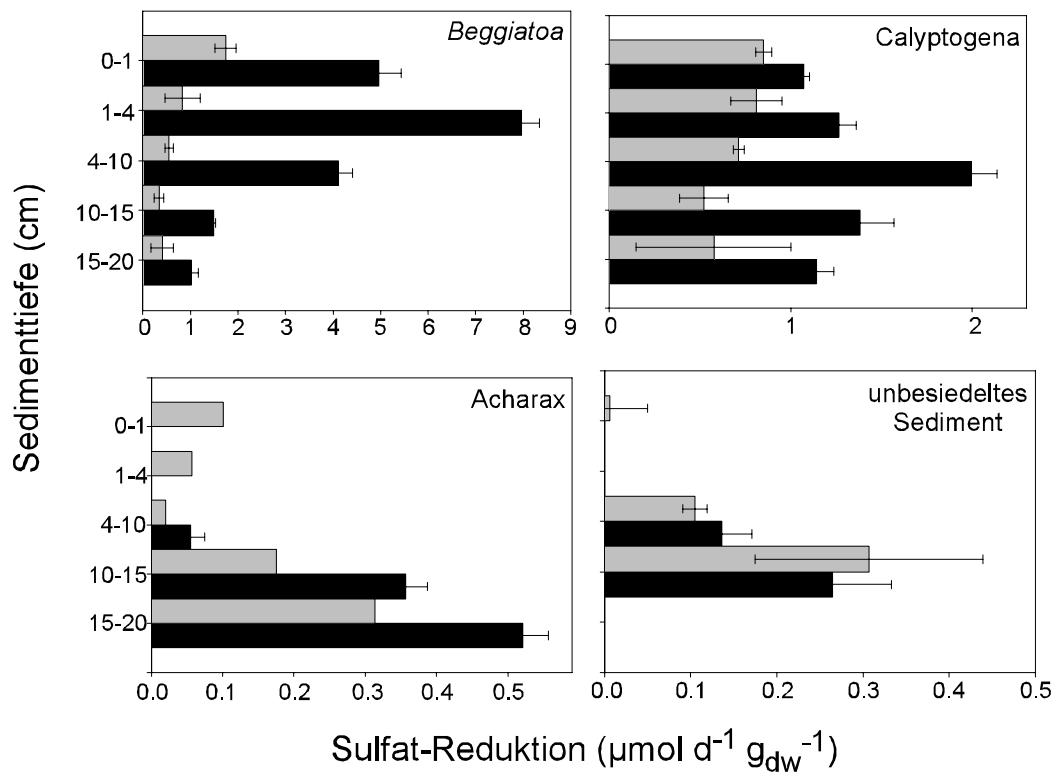 Beggiatoa
Calyptogena
0-1
1-4
4-10
10-15
15-20
0 1 2 3 4 5 6 7 8 9
0 1 2
Sedimenttiefe (cm)
Acharax
unbesiedeltes
Sediment
0-1
1-4
4-10
10-15
15-20
0.0 0.1 0.2 0.3 0.4 0.5
0.0 0.1 0.2 0.3 0.4 0.5
Sulfat-Reduktion (µmol d⁻¹ g_dw⁻¹)